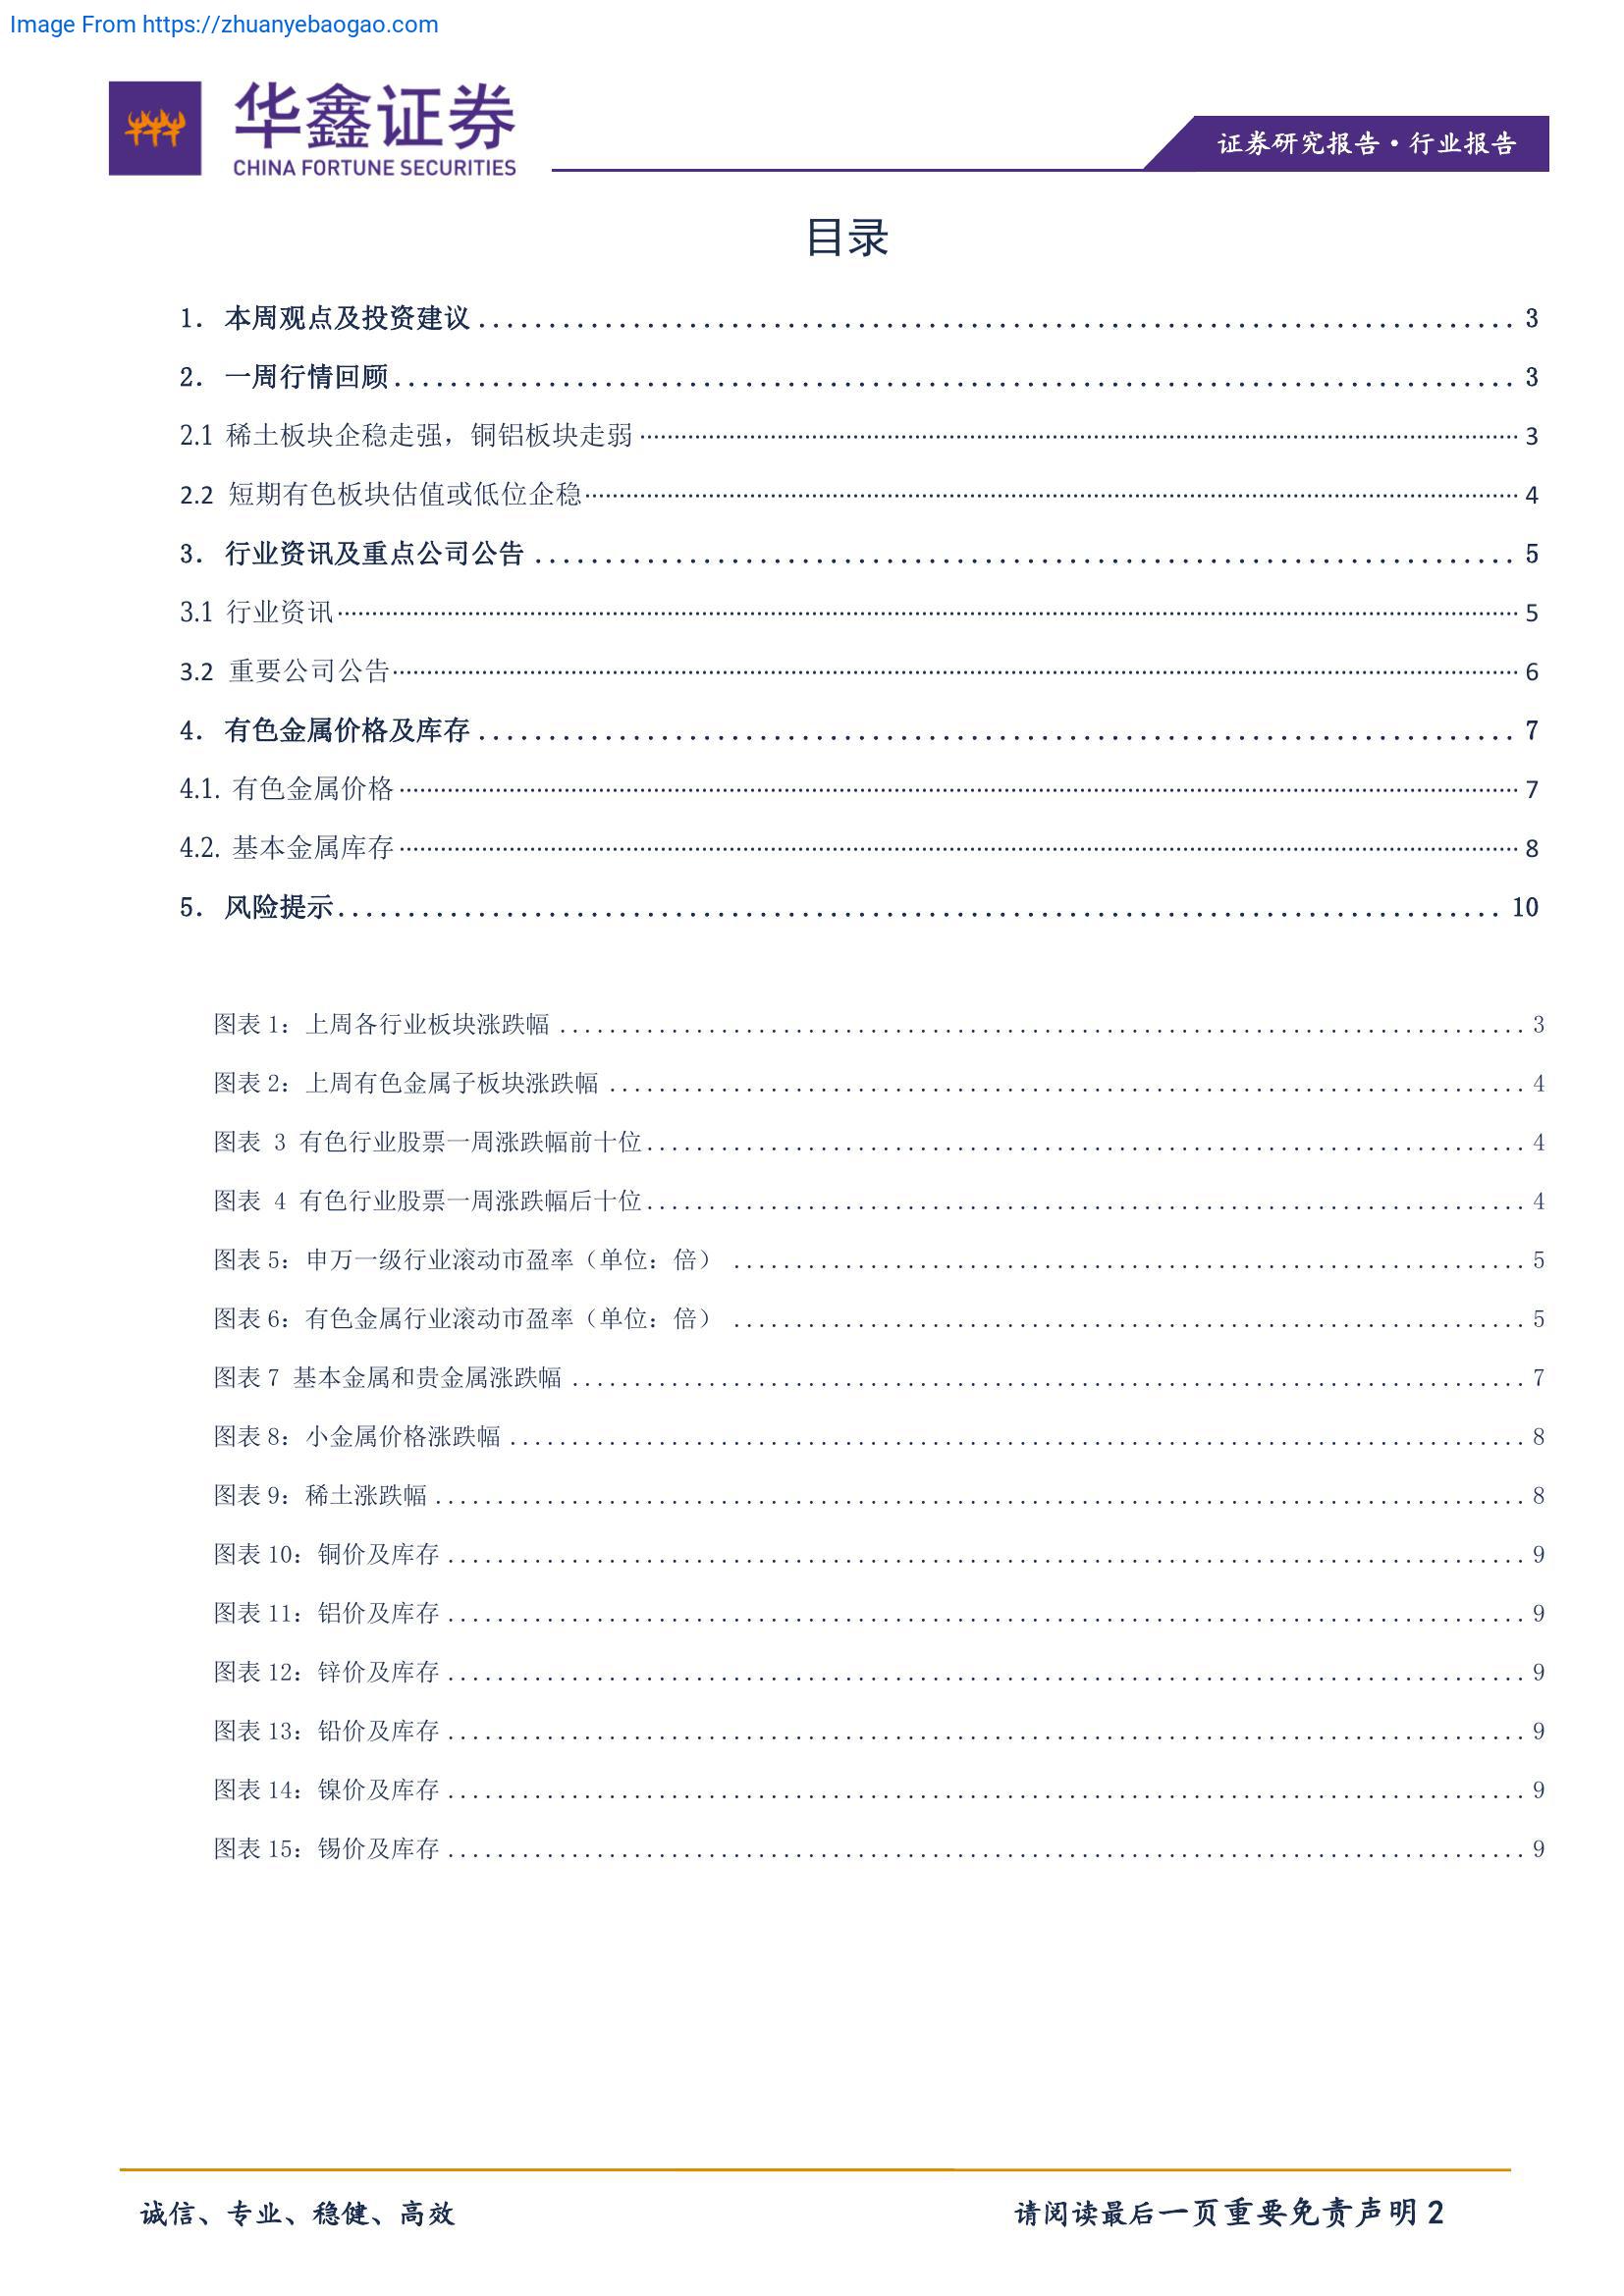 Image From https://zhuanyebaogao.com
华鑫证券
CHINA FORTUNE SECURITIES
证券研究报告·行业报告
目录
1. 本周观点及投资建议 3
2. 一周行情回顾 3
2.1 稀土板块企稳走强，铜铝板块走弱 3
2.2 短期有色板块估值或低位企稳 4
3. 行业资讯及重点公司公告 5
3.1 行业资讯 5
3.2 重要公司公告 6
4. 有色金属价格及库存 7
4.1. 有色金属价格 7
4.2. 基本金属库存 8
5. 风险提示 10
图表 1：上周各行业板块涨跌幅 3
图表 2：上周有色金属子板块涨跌幅 4
图表 3 有色行业股票一周涨跌幅前十位 4
图表 4 有色行业股票一周涨跌幅后十位 4
图表 5：申万一级行业滚动市盈率（单位：倍） 5
图表 6：有色金属行业滚动市盈率（单位：倍） 5
图表 7 基本金属和贵金属涨跌幅 7
图表 8：小金属价格涨跌幅 8
图表 9：稀土涨跌幅 8
图表 10：铜价及库存 9
图表 11：铝价及库存 9
图表 12：锌价及库存 9
图表 13：铅价及库存 9
图表 14：镍价及库存 9
图表 15：锡价及库存 9
诚信、专业、稳健、高效
请阅读最后一页重要免责声明 2